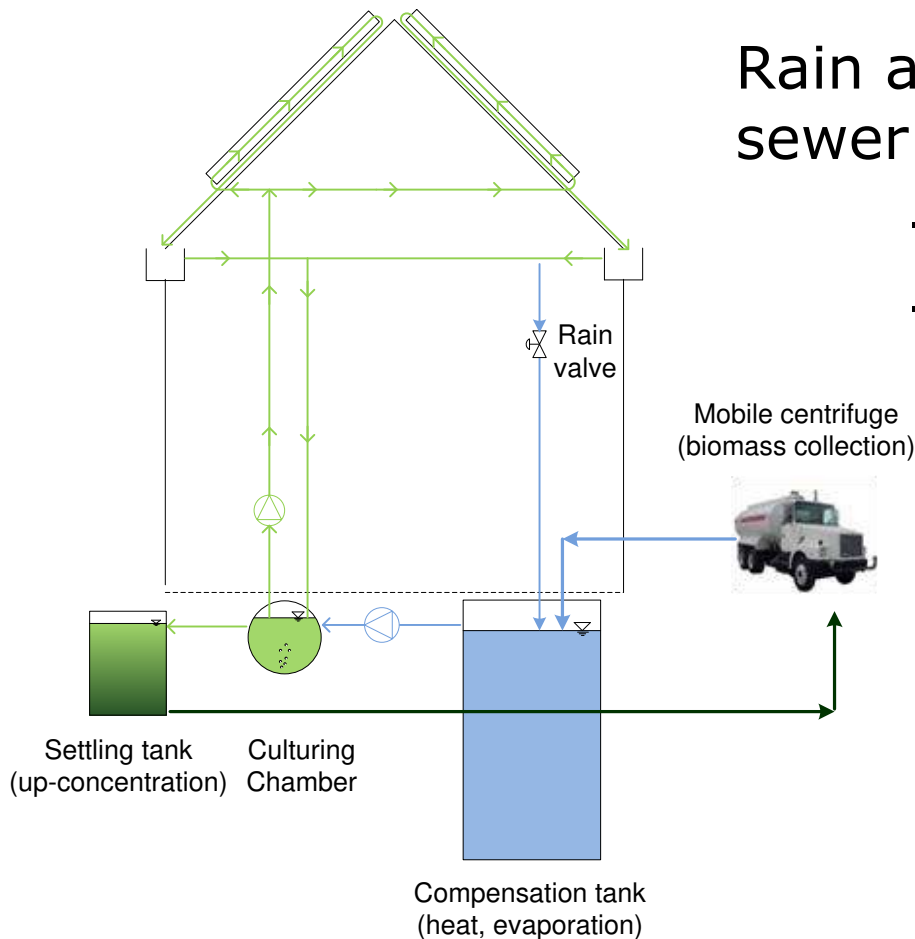 Rain a
sewer
Rain
valve
Mobile centrifuge
(biomass collection)
Settling tank
(up-concentration)
Culturing
Chamber
Compensation tank
(heat, evaporation)